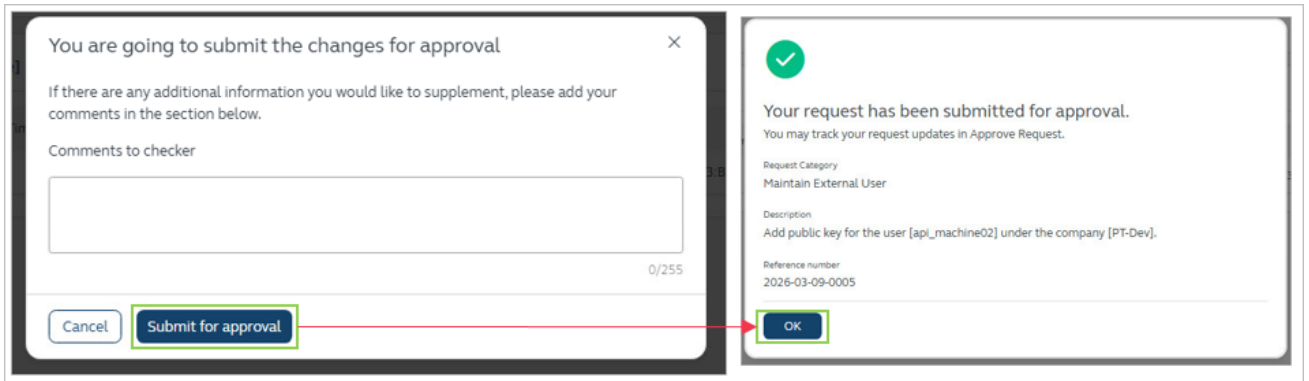 You are going to submit the changes for approval
If there are any additional information you would like to supplement, please add your
comments in the section below.
Comments to checker
0/255
Cancel
Submit for approval
Your request has been submitted for approval.
You may track your request updates in Approve Request.
Request Category
Maintain External User
Description
Add public key for the user [api_machine02] under the company [PT-Dev].
Reference number
2026-03-09-0005
OK